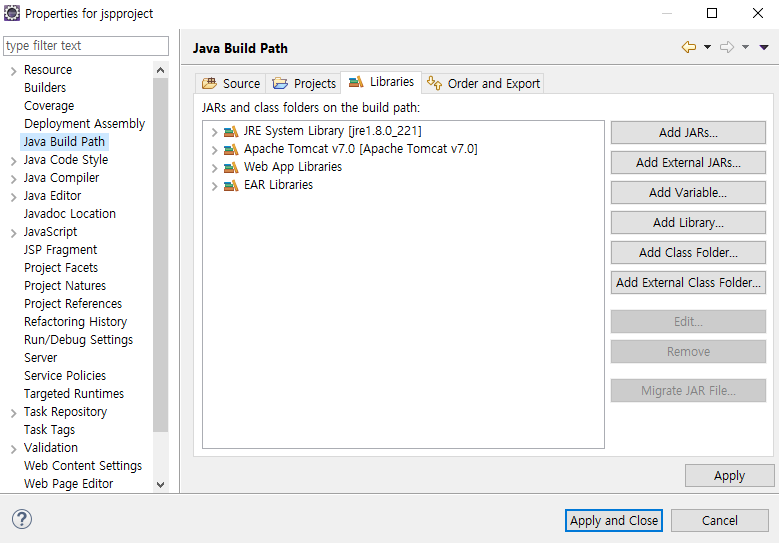 Properties for jspproject
type filter text
Resource
Builders
Coverage
Deployment Assembly
Java Build Path
Java Code Style
Java Compiler
Java Editor
Javadoc Location
JavaScript
JSP Fragment
Project Facets
Project Natures
Project References
Refactoring History
Run/Debug Settings
Server
Service Policies
Targeted Runtimes
Task Repository
Task Tags
Validation
Web Content Settings
Web Page Editor
Java Build Path
Source Projects Libraries Order and Export
JARs and class folders on the build path:
JRE System Library [jre1.8.0_221]
Apache Tomcat v7.0 [Apache Tomcat v7.0]
Web App Libraries
EAR Libraries
Add JARs...
Add External JARs...
Add Variable...
Add Library...
Add Class Folder...
Add External Class Folder...
Edit...
Remove
Migrate JAR File...
Apply
?
Apply and Close Cancel